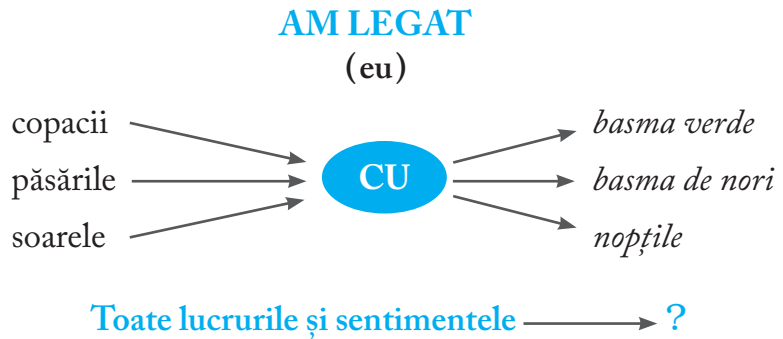 AM LEGAT
(eu)
copacii
basma verde
păsările
CU
basma de nori
soarele
nopțile
Toate lucrurile și sentimentele
?